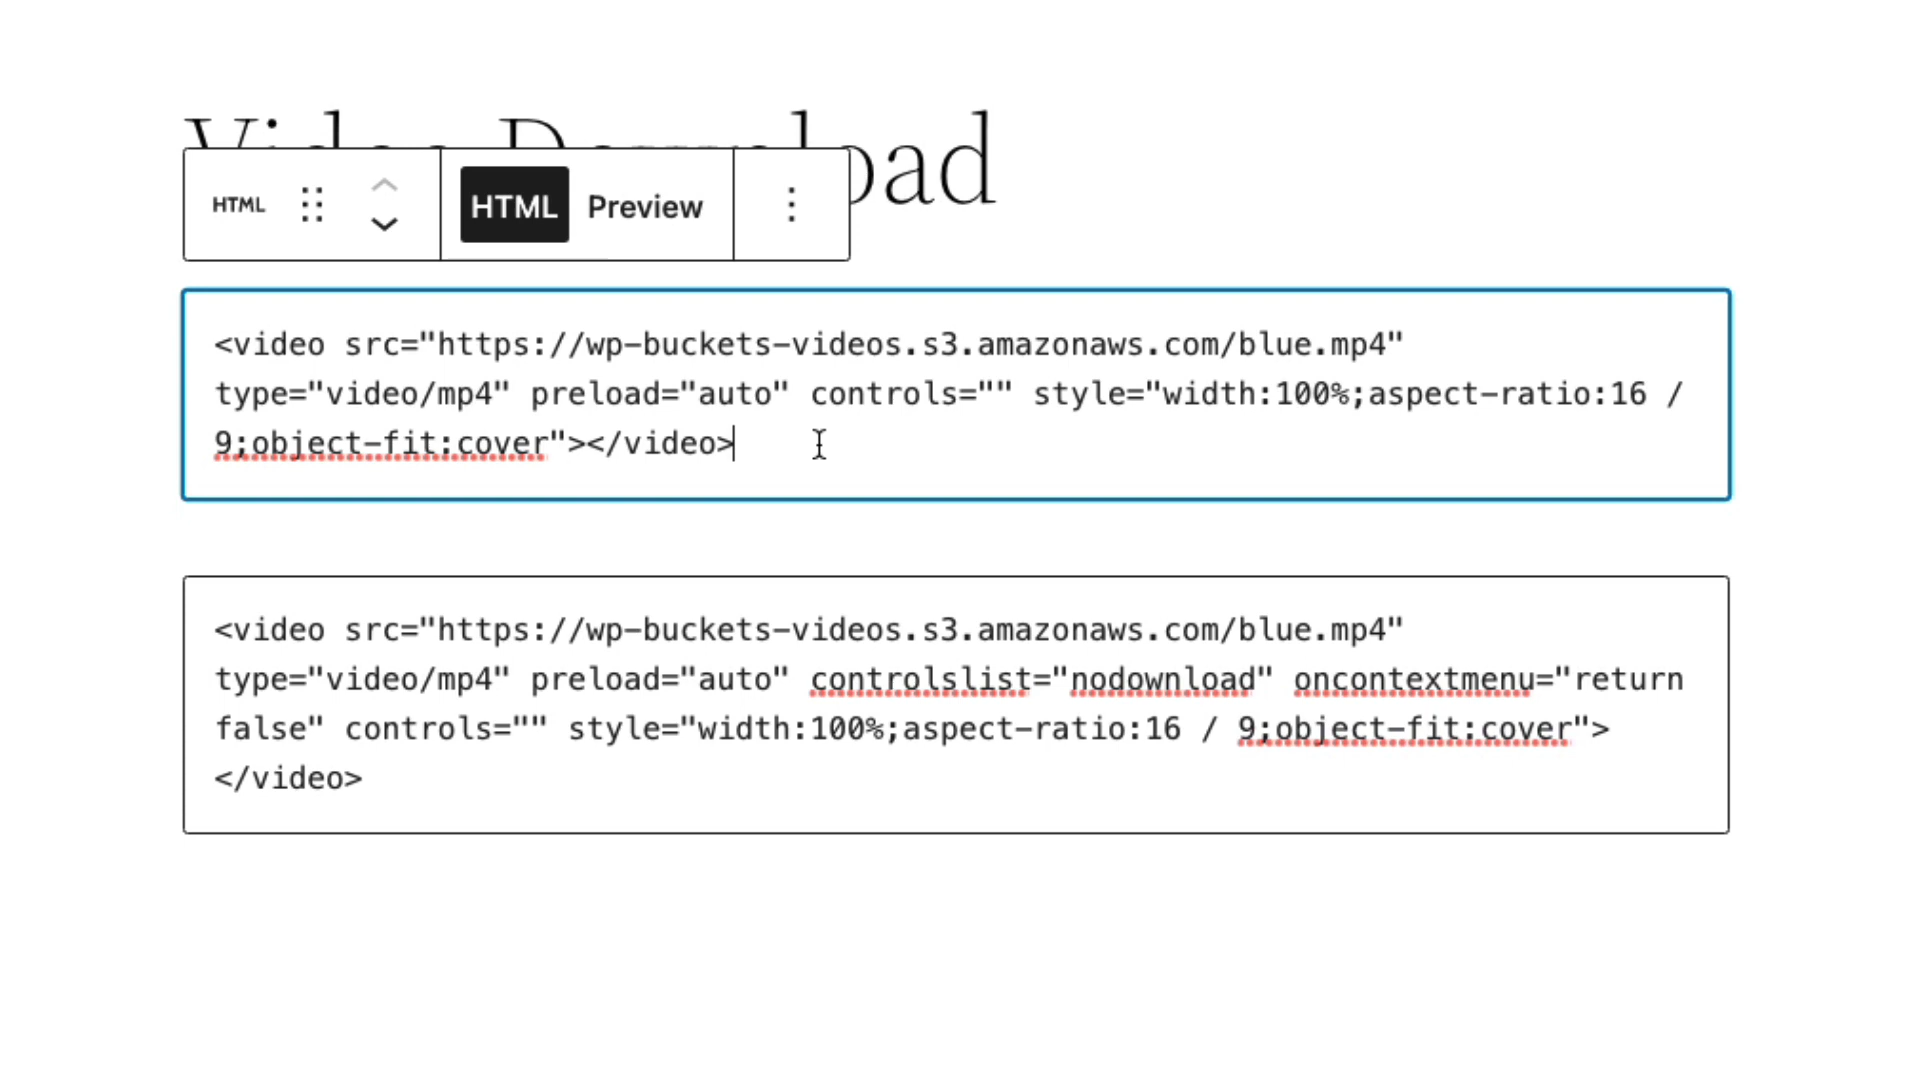 Video Download
HTML HTML Preview
<video src="https://wp-buckets-videos.s3.amazonaws.com/blue.mp4"
type="video/mp4" preload="auto" controls="" style="width:100%;aspect-ratio:16 /
9;object-fit:cover"></video>
<video src="https://wp-buckets-videos.s3.amazonaws.com/blue.mp4"
type="video/mp4" preload="auto" controlslist="nodownload" oncontextmenu="return
false" controls="" style="width:100%;aspect-ratio:16 / 9;object-fit:cover">
</video>